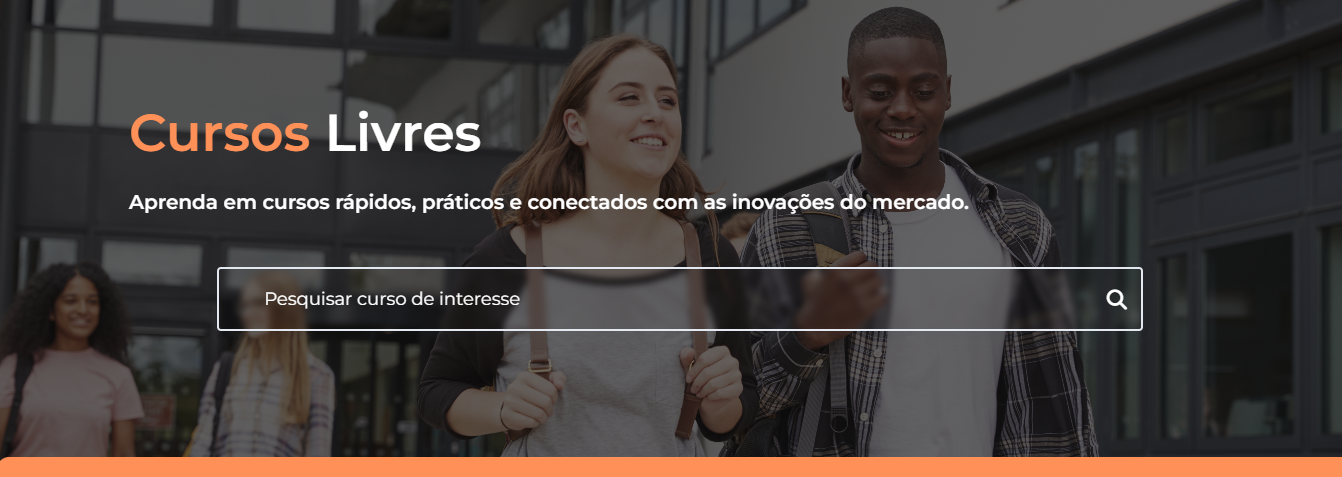 Cursos Livres
Aprenda em cursos rápidos, práticos e conectados com as inovações do mercado.
Pesquisar curso de interesse